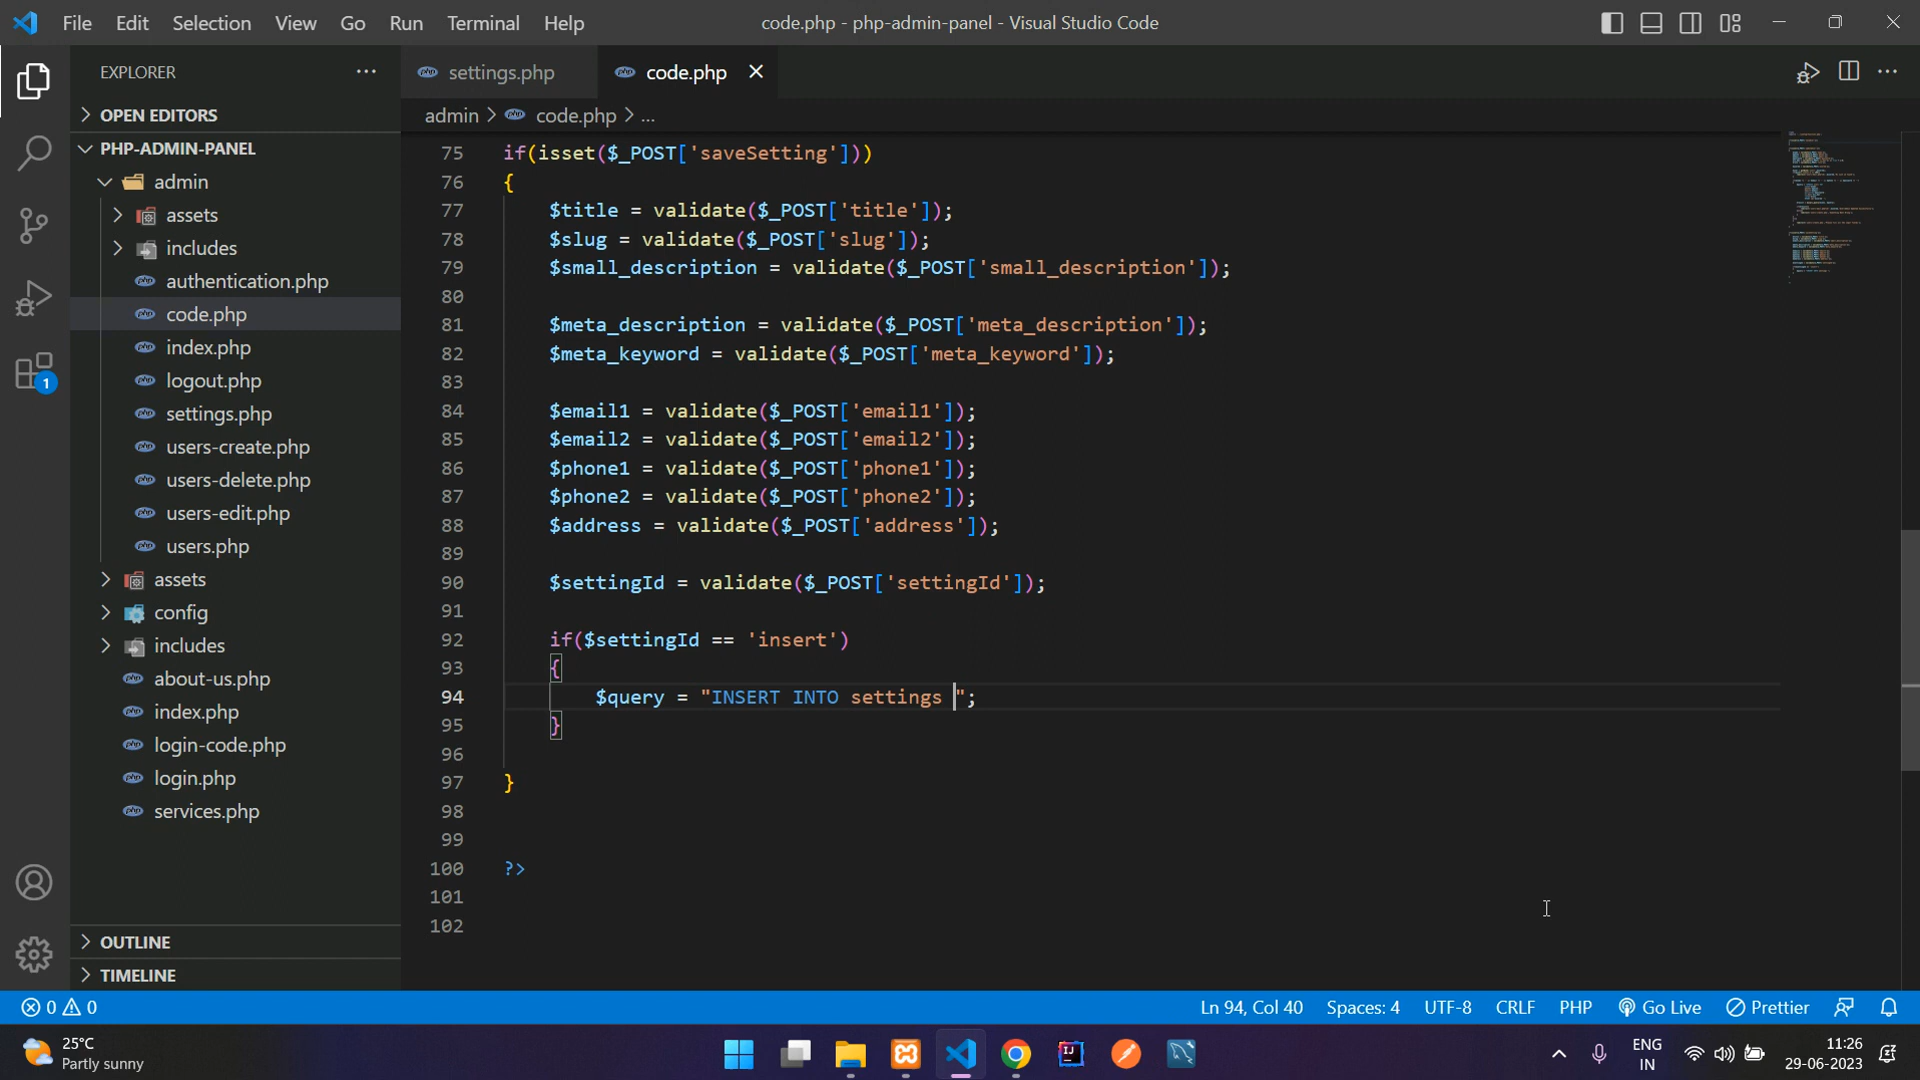 File Edit Selection View Go Run Terminal Help
code.php - php-admin-panel - Visual Studio Code
EXPLORER
OPEN EDITORS
PHP-ADMIN-PANEL
admin
assets
includes
authentication.php
code.php
index.php
logout.php
settings.php
users-create.php
users-delete.php
users-edit.php
users.php
assets
config
includes
about-us.php
index.php
login-code.php
login.php
services.php
OUTLINE
TIMELINE
1
settings.php code.php
admin > code.php > ...
75 if(isset($_POST['saveSetting']))
76 {
77 $title = validate($_POST['title']);
78 $slug = validate($_POST['slug']);
79 $small_description = validate($_POST['small_description']);
80
81 $meta_description = validate($_POST['meta_description']);
82 $meta_keyword = validate($_POST['meta_keyword']);
83
84 $email1 = validate($_POST['email1']);
85 $email2 = validate($_POST['email2']);
86 $phone1 = validate($_POST['phone1']);
87 $phone2 = validate($_POST['phone2']);
88 $address = validate($_POST['address']);
89
90 $settingId = validate($_POST['settingId']);
91
92 if($settingId == 'insert')
93 {
94 $query = "INSERT INTO settings ";
95 }
96
97 }
98
99
100 ?>
101
102
0 0 Ln 94, Col 40 Spaces: 4 UTF-8 CRLF PHP Go Live Prettier
25°C
Partly sunny
IJ
ENG
IN
11:26
29-06-2023